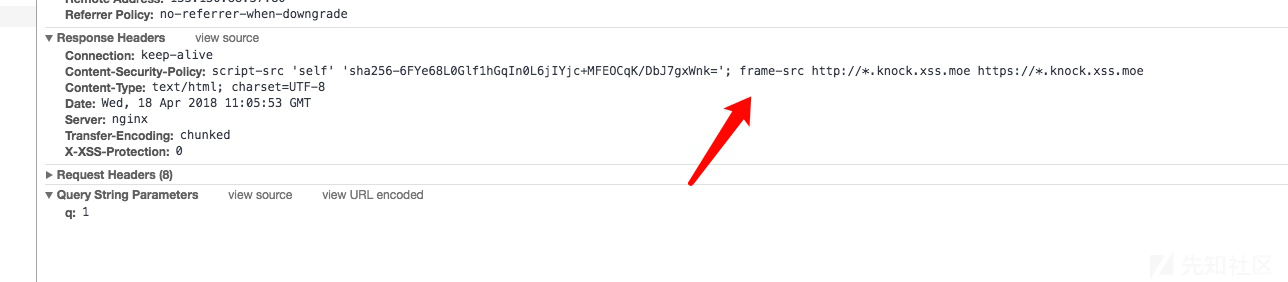 Referrer Policy: no-referrer-when-downgrade
Response Headers view source
Connection: keep-alive
Content-Security-Policy: script-src 'self' 'sha256-6FYe68L0Glf1hGqIn0L6jIYjc+MFEOCqK/DbJ7gxWnk='; frame-src http://*.knock.xss.moe https://*.knock.xss.moe
Content-Type: text/html; charset=UTF-8
Date: Wed, 18 Apr 2018 11:05:53 GMT
Server: nginx
Transfer-Encoding: chunked
X-XSS-Protection: 0
Request Headers (8)
Query String Parameters view source view URL encoded
q: 1
先知社区